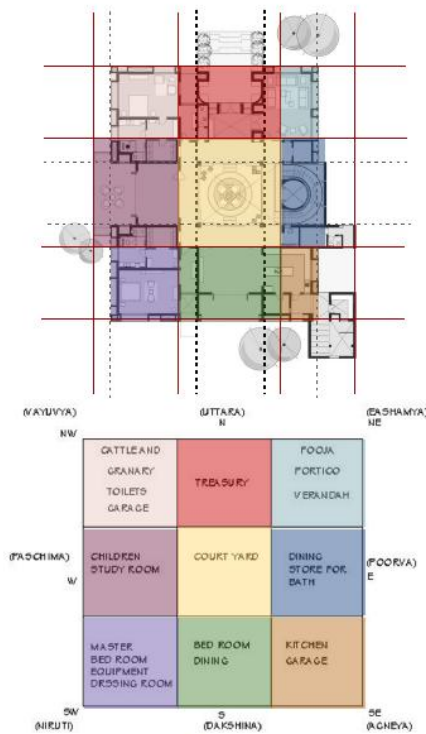 (VAYUVYA)
(UTTARA)
(EASHAMYA)
NW
N
NE
CATTLE AND
GRANARY
TOILETS
GARAGE
TREASURY
POOJA
PORTICO
VERANDAH
(PASCHIMA)
W
CHILDREN
STUDY ROOM
COURT YARD
DINING
STORE FOR
BATH
(POORVA)
E
MASTER
BED ROOM
EQUIPMENT
DRSSING ROOM
BED ROOM
DINING
KITCHEN
GARAGE
SW
S
SE
(NIRUTI)
(DAKSHINA)
(AGNEYA)